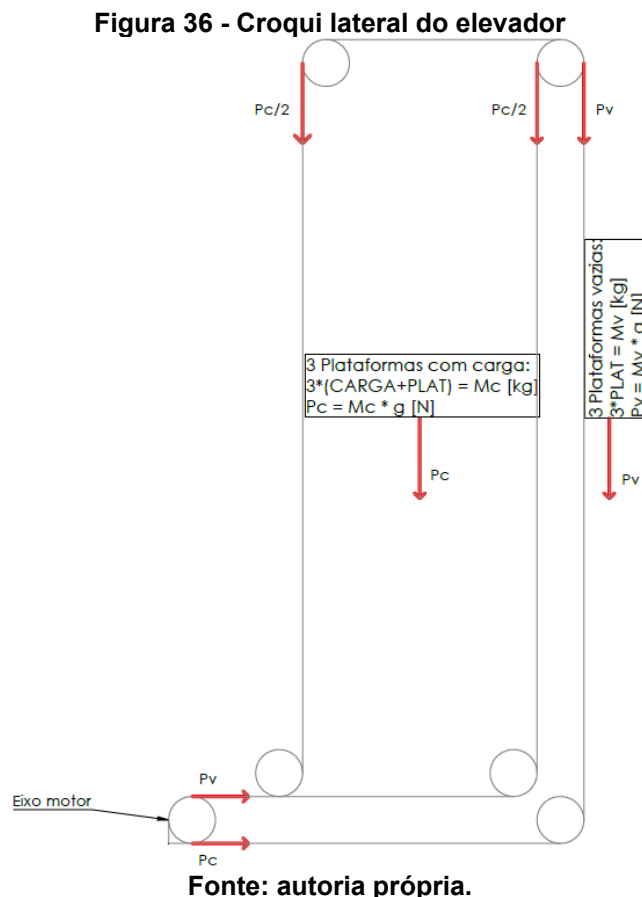 Figura 36 - Croqui lateral do elevador
Pc/2
Pc/2
Pv
3 Plataformas com carga:
3*(CARGA+PLAT) = Mc [kg]
Pc = Mc * g [N]
3 Plataformas vazias:
3*PLAT = Mv [kg]
Pv = Mv * g [N]
Pc
Pv
Pv
Eixo motor
Pc
Fonte: autoria própria.